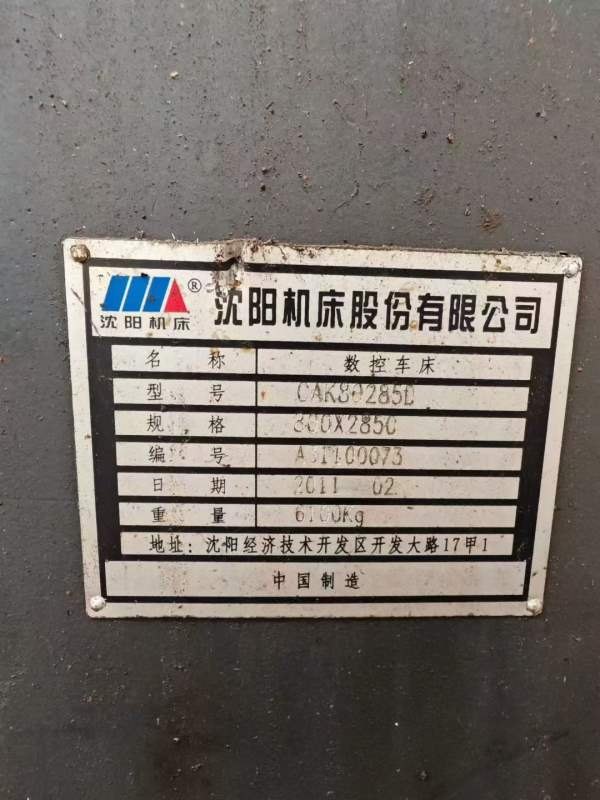 沈阳机床 ® 沈阳机床股份有限公司
名 称 数控车床
型 号 CAK80285D
规 格 800X2850
编 号
日 期 2011 02
重 量 6100Kg
地址：沈阳经济技术开发区开发大路17甲1
中国制造